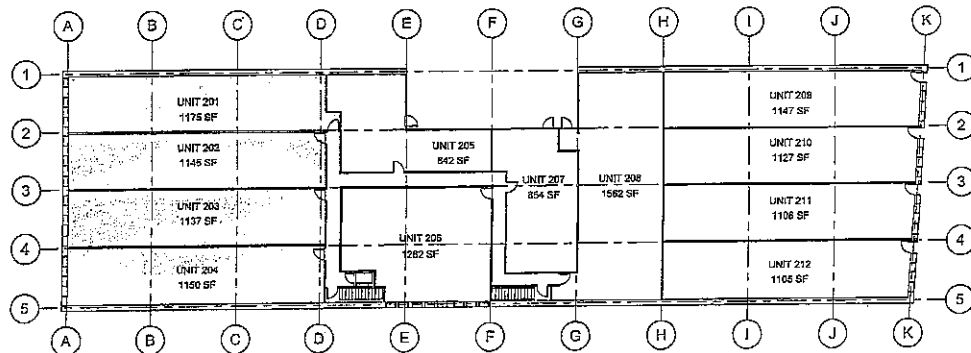 A B C D E F G H I J K
1 1
UNIT 201
1175 SF
UNIT 209
1147 SF
2 2
UNIT 202
1145 SF
UNIT 205
842 SF
UNIT 210
1127 SF
3 3
UNIT 207
854 SF
UNIT 208
1562 SF
UNIT 203
1137 SF
UNIT 211
1106 SF
4 4
UNIT 206
1282 SF
UNIT 204
1150 SF
UNIT 212
1105 SF
5 5
A B C D E F G H I J K